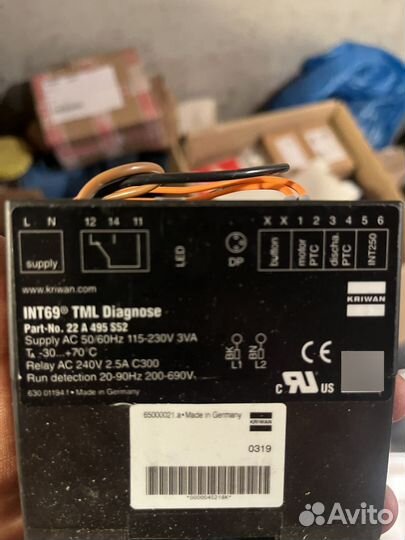 L N 12 14 11 LED DP X X 1 2 3 4 5 6
supply
button
motor PTC
discha. PTC
INT250
www.kriwan.com
KRIWAN
INT69® TML Diagnose
Part-No. 22 A 495 S52
Supply AC 50/60Hz 115-230V 3VA
-30...+70°C
Relay AC 240V 2.5A C300
Run detection 20-90Hz 200-690V
L1 L2
BN BK
CE
c RU US
630 01194.1 • Made in Germany
65000021.a • Made in Germany
KRIWAN
0319
Avito